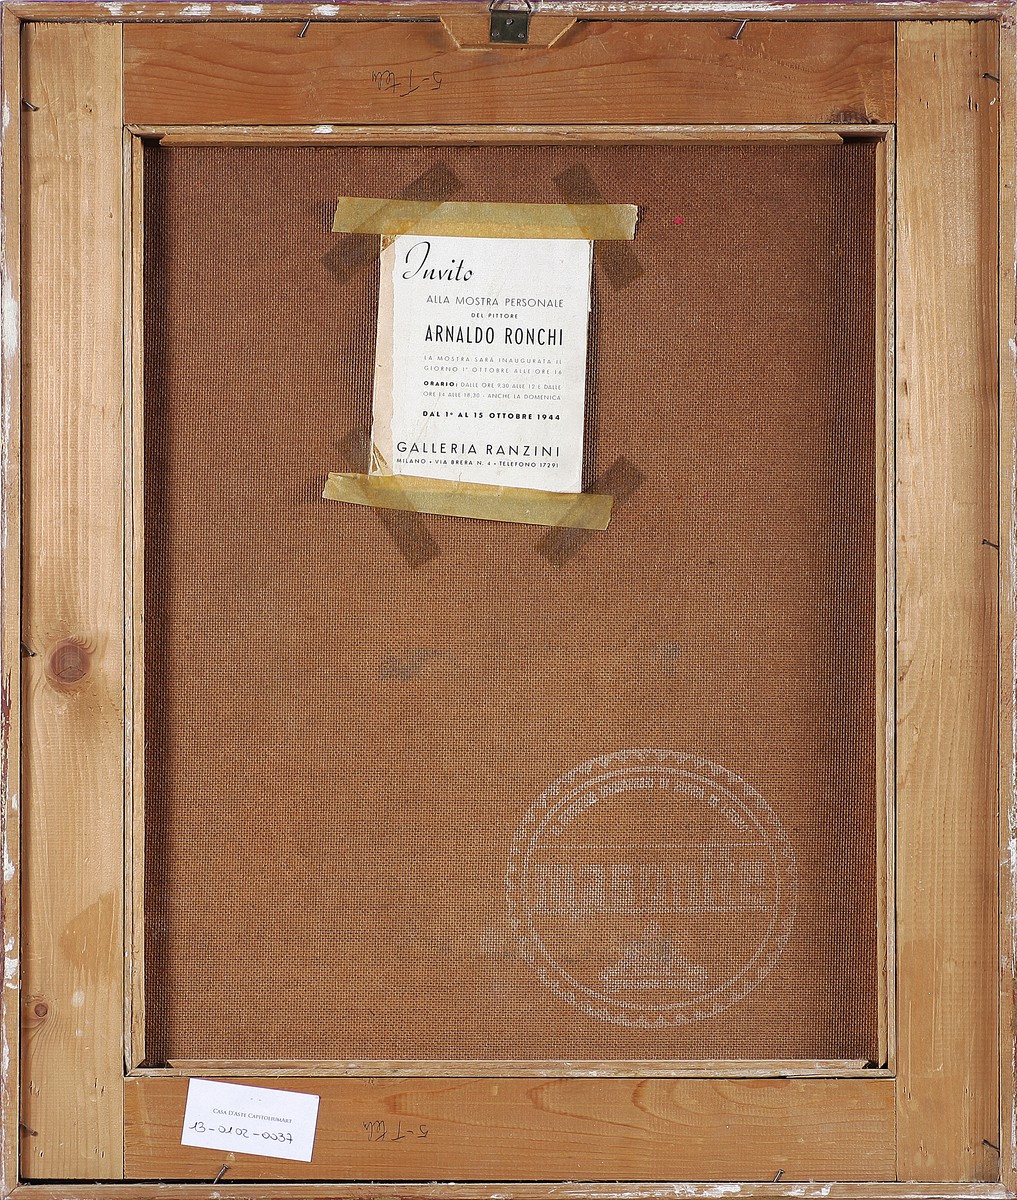 Invito
ALLA MOSTRA PERSONALE
DEL PITTORE
ARNALDO RONCHI
LA MOSTRA SARÀ INAUGURATA IL
GIORNO 1° OTTOBRE ALLE ORE 16
ORARIO: DALLE ORE 9,30 ALLE 12 E DALLE
ORE 14 ALLE 18,30 - ANCHE LA DOMENICA
DAL 1° AL 15 OTTOBRE 1944
GALLERIA RANZINI
MILANO • VIA BRERA N. 4 • TELEFONO 17291
masonite
CASA D'ASTE CAPITOLIUMART
13-0102-0037